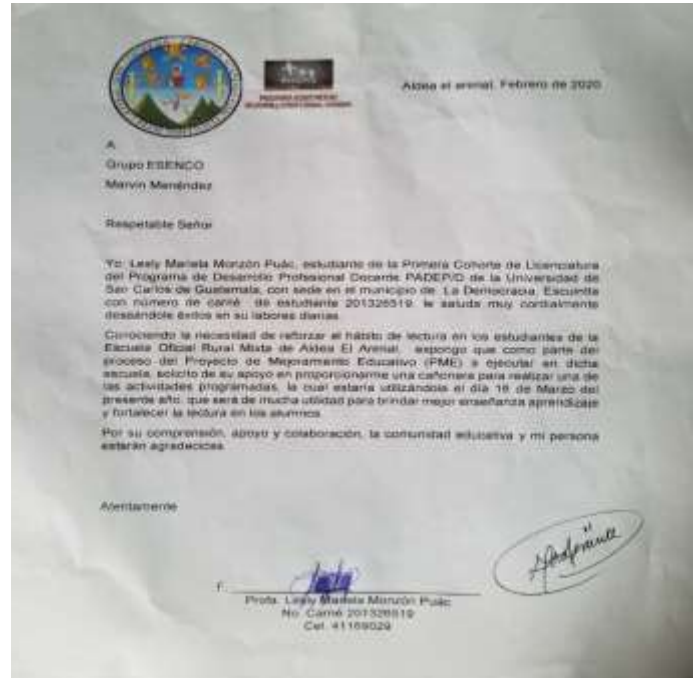 Aldea el arenal, Febrero de 2020
A
Grupo ESENCO
Marvin Menéndez
Respetable Señor
Yo: Lesly Mariela Monzón Puác, estudiante de la Primera Cohorte de Licenciatura
del Programa de Desarrollo Profesional Docente PADEP/D de la Universidad de
San Carlos de Guatemala, con sede en el municipio de La Democracia, Escuintla
con número de carné de estudiante 201326519, le saluda muy cordialmente
deseándole éxitos en su labores diarias.
Conociendo la necesidad de reforzar el hábito de lectura en los estudiantes de la
Escuela Oficial Rural Mixta de Aldea El Arenal, expongo que como parte del
proceso del Proyecto de Mejoramiento Educativo (PME) a ejecutar en dicha
escuela, solicito de su apoyo en proporcionarme una cañonera para realizar una de
las actividades programadas, la cual estaría utilizándola el día de Marzo del
presente año, que será de mucha utilidad para brindar mejor enseñanza aprendizaje
y fortalecer la lectura en los alumnos.
Por su comprensión, apoyo y colaboración, la comunidad educativa y mi persona
estarán agradecidos.
Atentamente
F.
Profa. Lesly Mariela Monzón Puác
No. Carné 201326519
Cel. 41169029